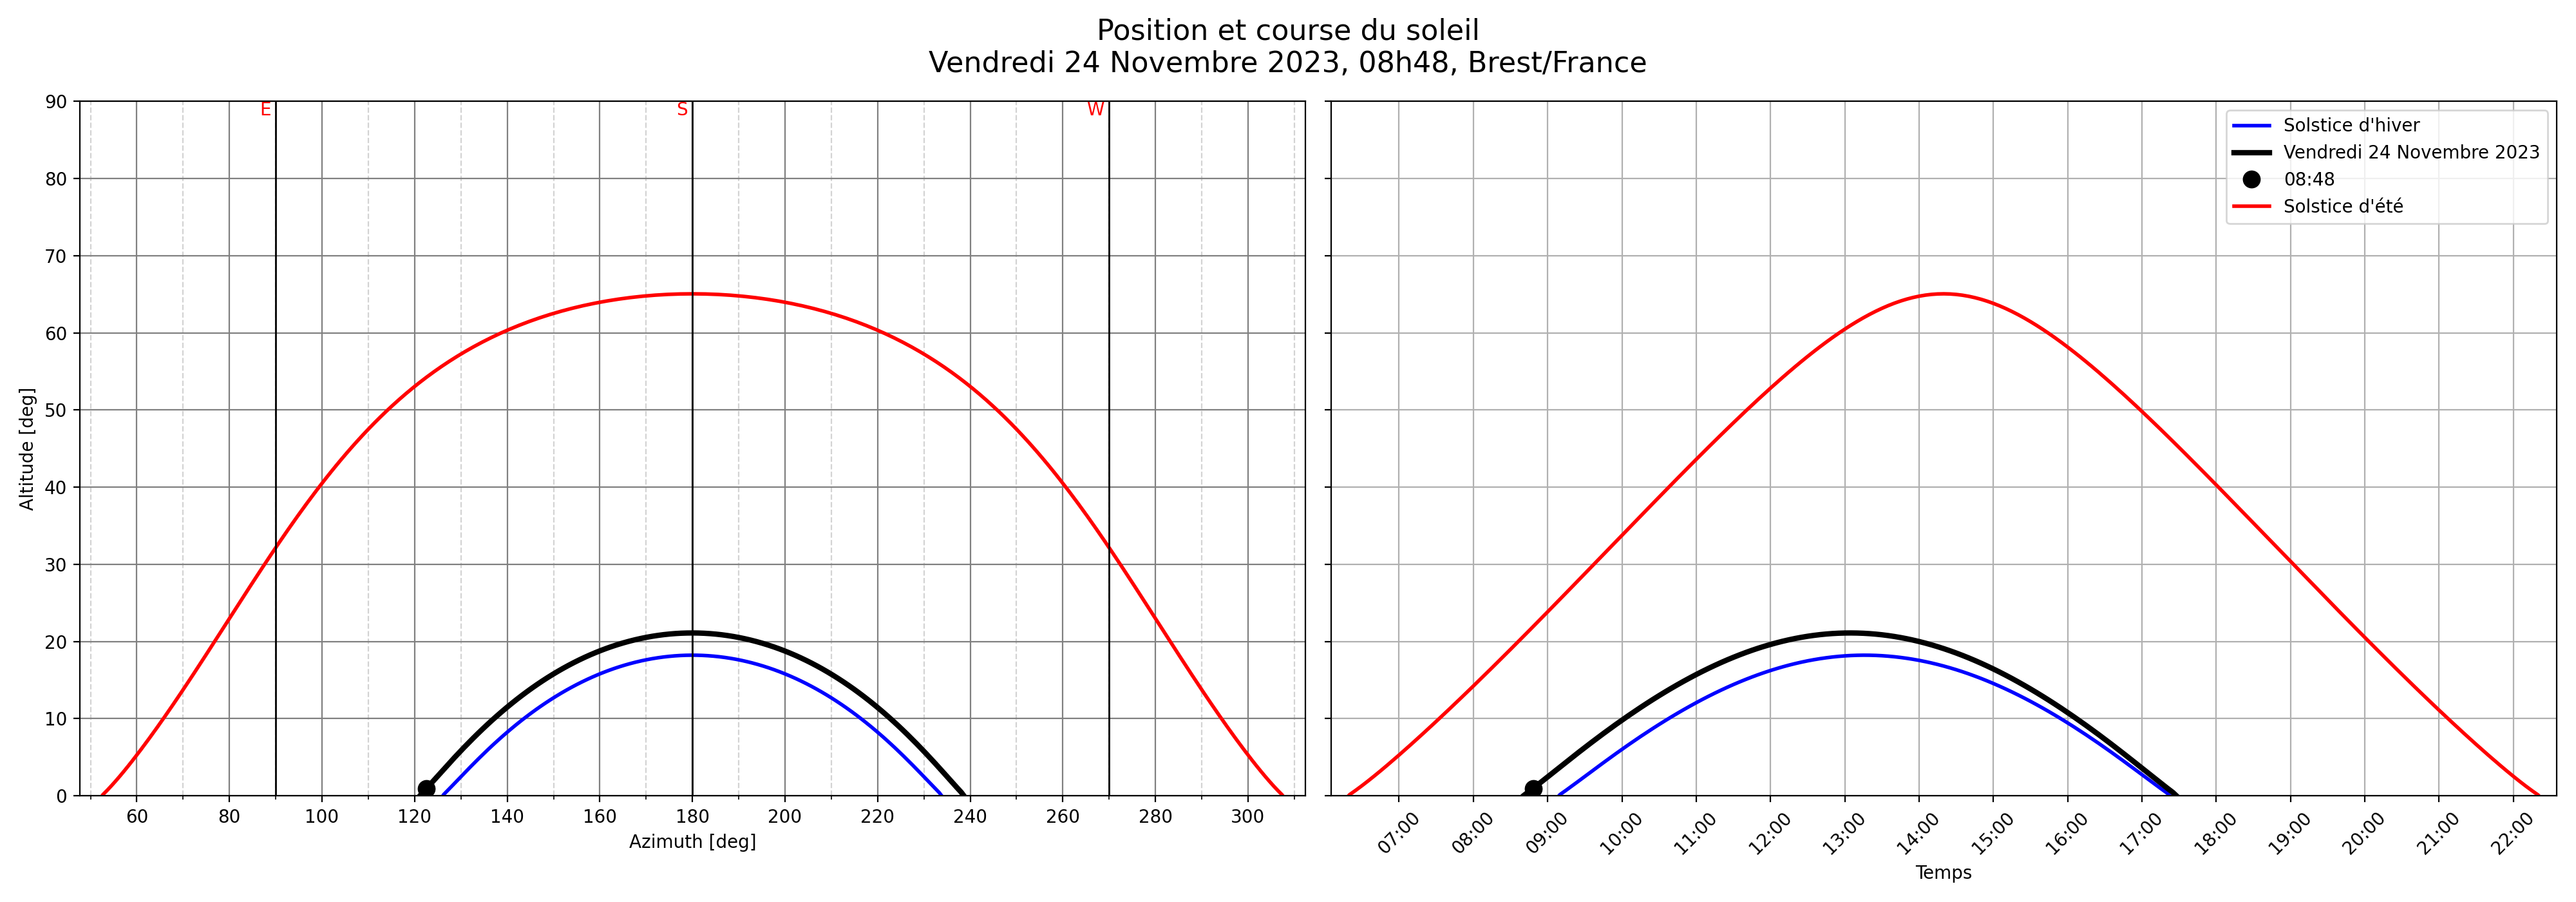 Position et course du soleil
Vendredi 24 Novembre 2023, 08h48, Brest/France
E
S
W
90
80
70
60
50
40
30
20
10
0
Altitude [deg]
60 80 100 120 140 160 180 200 220 240 260 280 300
Azimuth [deg]
Solstice d'hiver
Vendredi 24 Novembre 2023
08:48
Solstice d'été
07:00 08:00 09:00 10:00 11:00 12:00 13:00 14:00 15:00 16:00 17:00 18:00 19:00 20:00 21:00 22:00
Temps